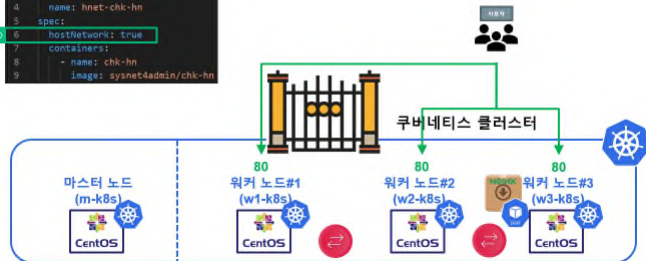 4 name: hnet-chk-hn
5 spec:
6 hostNetwork: true
7 containers:
8 - name: chk-hn
9 image: sysnet4admin/chk-hn
사용자
쿠버네티스 클러스터
80
80
80
마스터 노드
(m-k8s)
워커 노드#1
(w1-k8s)
워커 노드#2
(w2-k8s)
워커 노드#3
(w3-k8s)
NGINX
CentOS
CentOS
CentOS
CentOS